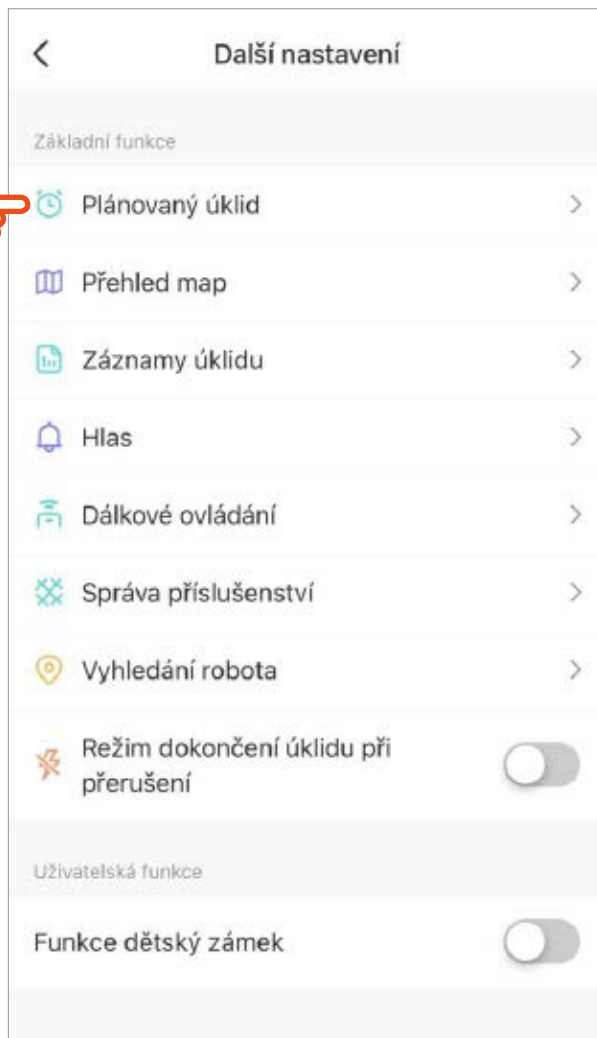 Další nastavení
Základní funkce
Plánovaný úklid
Přehled map
Záznamy úklidu
Hlas
Dálkové ovládání
Správa příslušenství
Vyhledání robota
Režim dokončení úklidu při
přerušení
Uživatelská funkce
Funkce dětský zámek